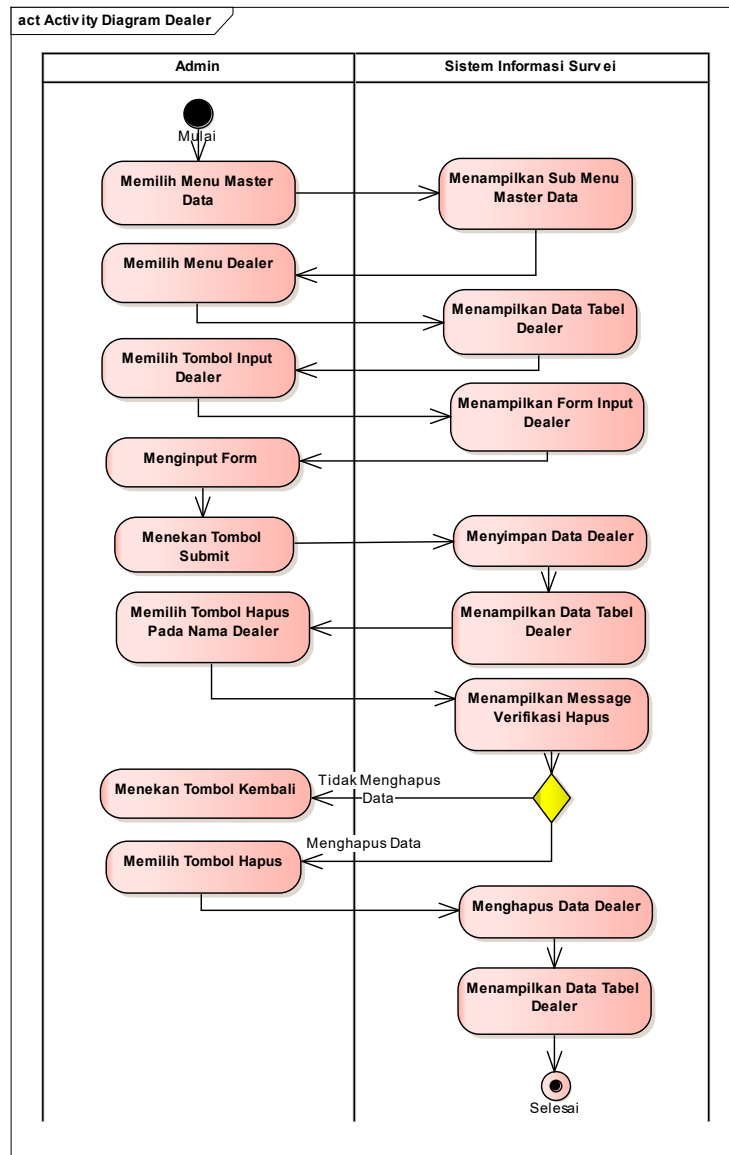 act Activity Diagram Dealer
Admin
Sistem Informasi Survei
Mulai
Memilih Menu Master
Data
Menampilkan Sub Menu
Master Data
Memilih Menu Dealer
Menampilkan Data Tabel
Dealer
Memilih Tombol Input
Dealer
Menampilkan Form Input
Dealer
Menginput Form
Menekan Tombol
Submit
Menyimpan Data Dealer
Menampilkan Data Tabel
Dealer
Memilih Tombol Hapus
Pada Nama Dealer
Menampilkan Message
Verifikasi Hapus
Tidak Menghapus
Data
Menekan Tombol Kembali
Menghapus Data
Memilih Tombol Hapus
Menghapus Data Dealer
Menampilkan Data Tabel
Dealer
Selesai